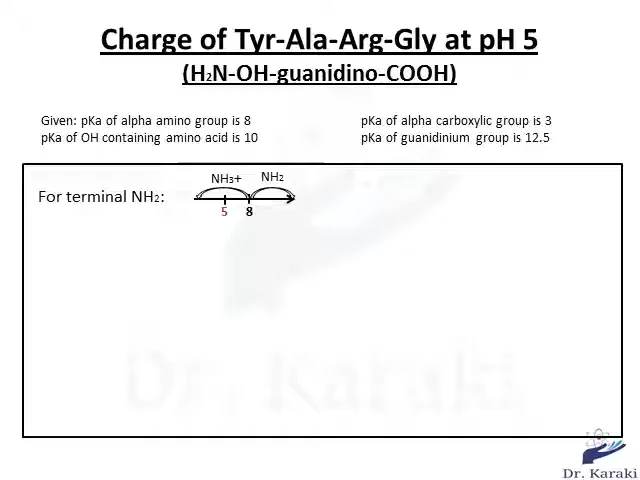 Charge of Tyr-Ala-Arg-Gly at pH 5
(H₂N-OH-guanidino-COOH)
Given: pKa of alpha amino group is 8
pKa of alpha carboxylic group is 3
pKa of OH containing amino acid is 10
pKa of guanidinium group is 12.5
NH₃+ NH₂
For terminal NH₂:
5 8
Dr. Karaki
Dr. Karaki